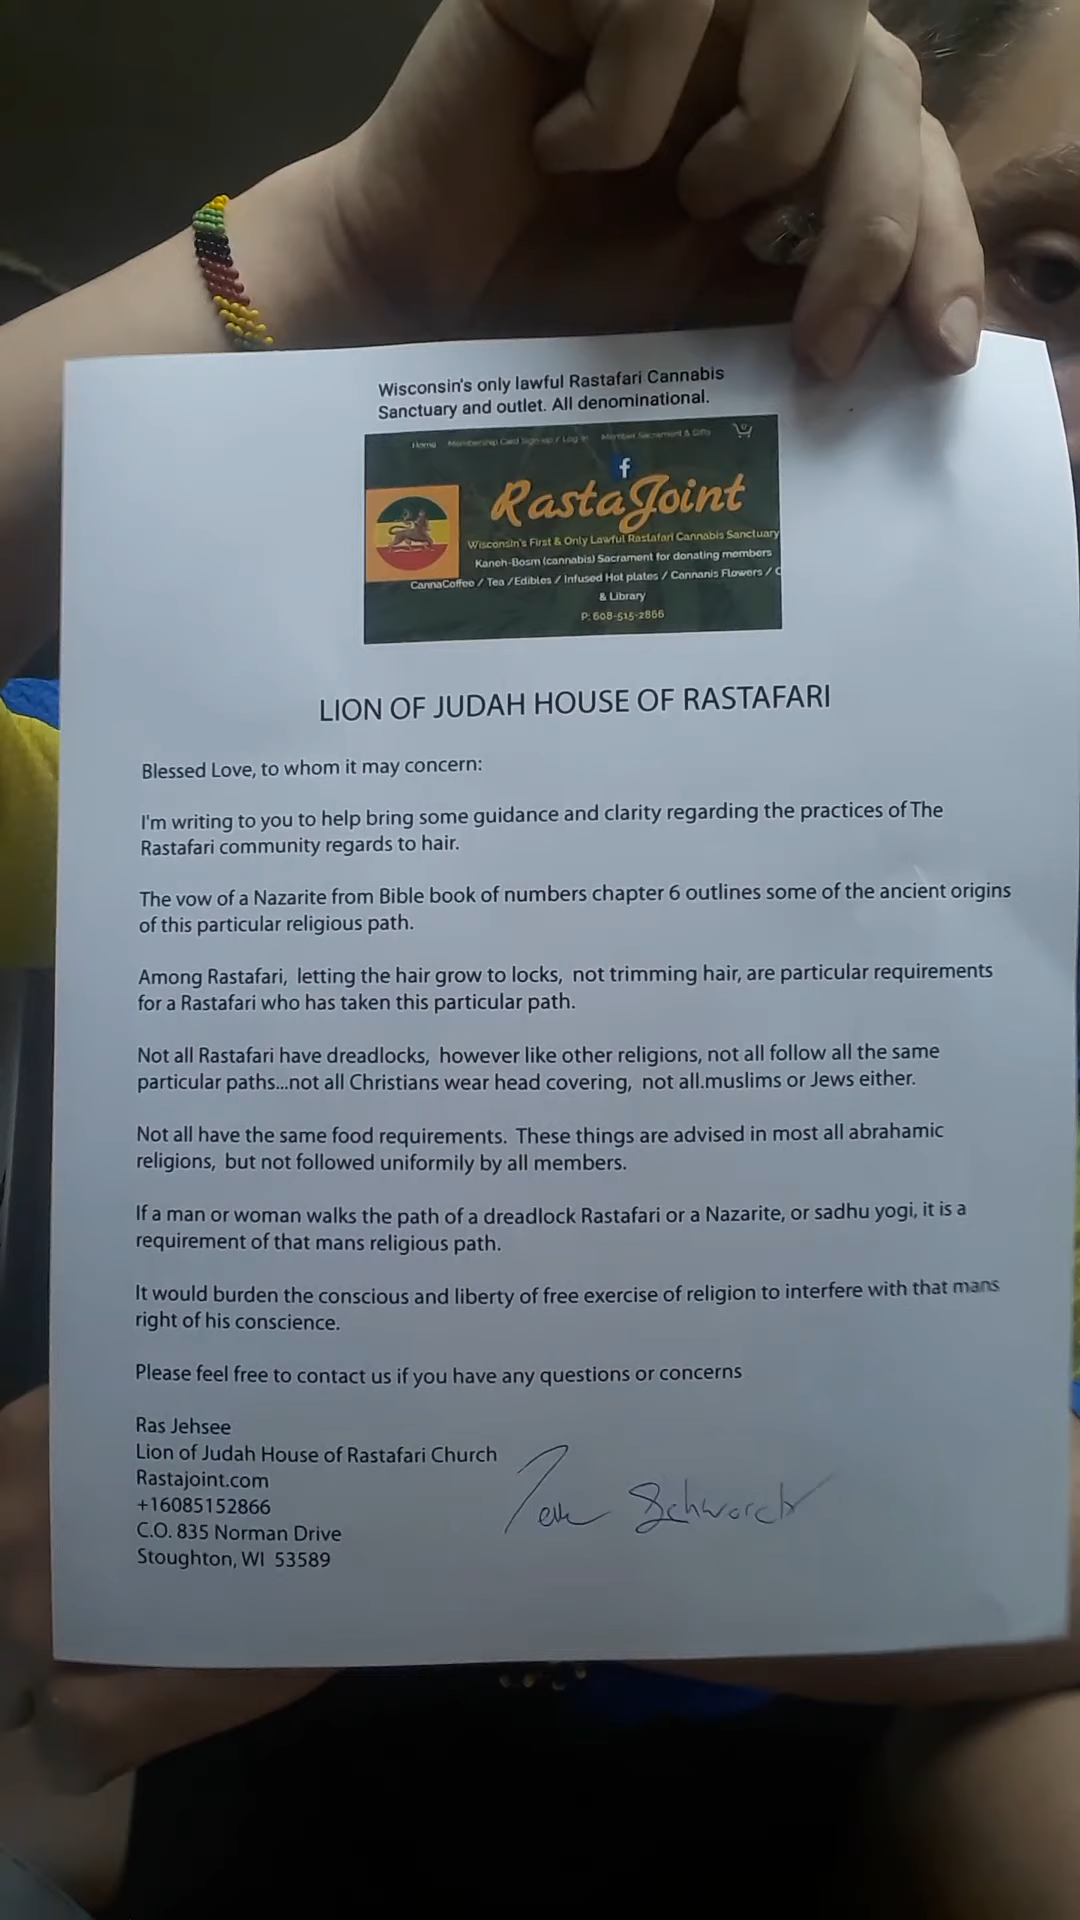 Wisconsin's only lawful Rastafari Cannabis
Sanctuary and outlet. All denominational.
Home Membership Card Sign up / Log in Member Sacrament & Gifts 0
f
RastaJoint
Wisconsin's First & Only Lawful Rastafari Cannabis Sanctuary
Kaneh-Bosm (cannabis) Sacrament for donating members
CannaCoffee / Tea /Edibles / Infused Hot plates / Cannanis Flowers / C
& Library
P: 608-515-2866
LION OF JUDAH HOUSE OF RASTAFARI
Blessed Love, to whom it may concern:
I'm writing to you to help bring some guidance and clarity regarding the practices of The
Rastafari community regards to hair.
The vow of a Nazarite from Bible book of numbers chapter 6 outlines some of the ancient origins
of this particular religious path.
Among Rastafari, letting the hair grow to locks, not trimming hair, are particular requirements
for a Rastafari who has taken this particular path.
Not all Rastafari have dreadlocks, however like other religions, not all follow all the same
particular paths...not all Christians wear head covering, not all.muslims or Jews either.
Not all have the same food requirements. These things are advised in most all abrahamic
religions, but not followed uniformily by all members.
If a man or woman walks the path of a dreadlock Rastafari or a Nazarite, or sadhu yogi, it is a
requirement of that mans religious path.
It would burden the conscious and liberty of free exercise of religion to interfere with that mans
right of his conscience.
Please feel free to contact us if you have any questions or concerns
Ras Jehsee
Lion of Judah House of Rastafari Church
Rastajoint.com
+16085152866
C.O. 835 Norman Drive
Stoughton, WI 53589